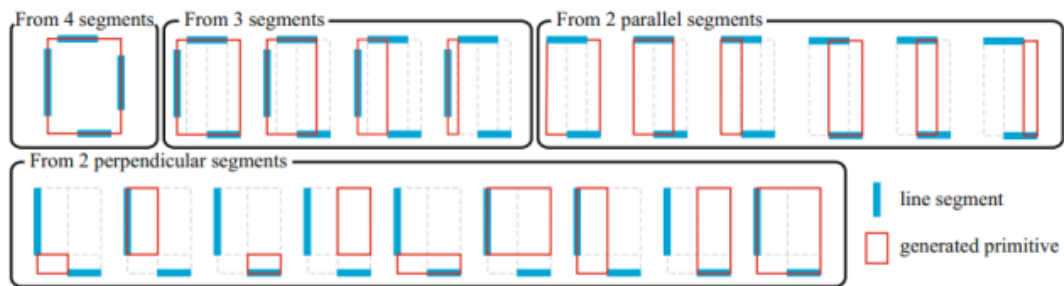 From 4 segments
From 3 segments
From 2 parallel segments
From 2 perpendicular segments
line segment
generated primitive